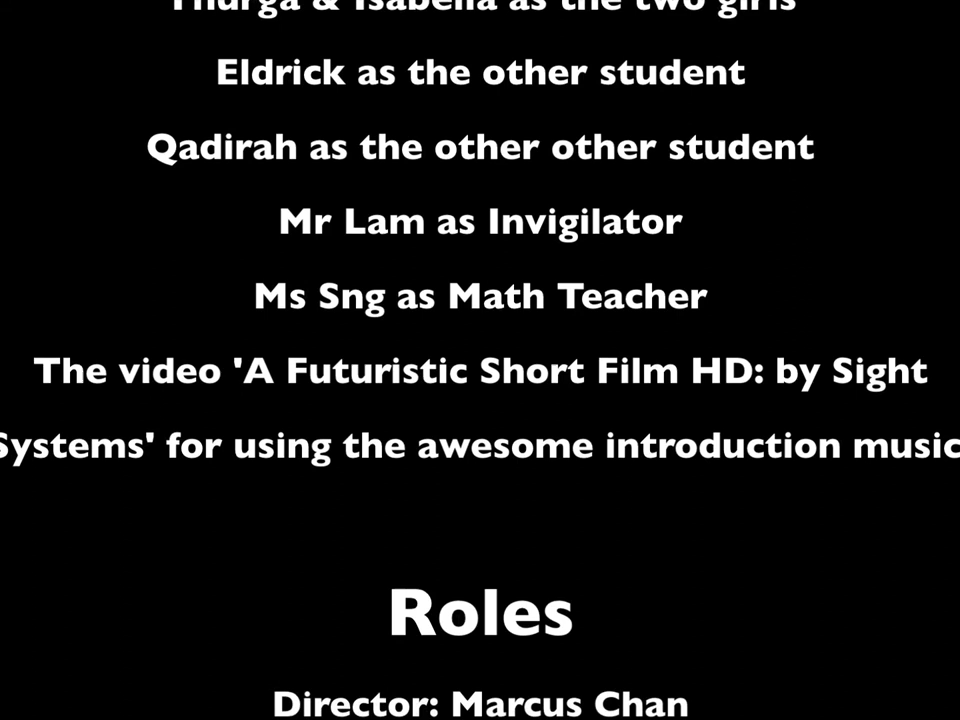 Thurga & Isabella as the two girls
Eldrick as the other student
Qadirah as the other other student
Mr Lam as Invigilator
Ms Sng as Math Teacher
The video 'A Futuristic Short Film HD: by Sight
Systems' for using the awesome introduction music
Roles
Director: Marcus Chan